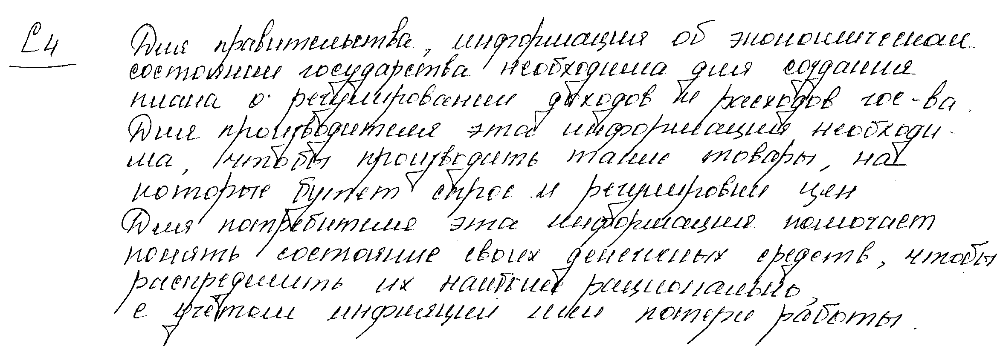 С4 Для правительства, информация об экономическом
состоянии государства необходима для создания
плана о регулировании доходов и расходов гос-ва.
Для производителя эта информация необходи-
ма, чтобы производить такие товары, на
которые будет спрос и регулировки цен
Для потребителя эта информация помогает
понять состояние своих денежных средств, чтобы
распределить их наиболее рационально,
с учётом инфляции или потери работы.